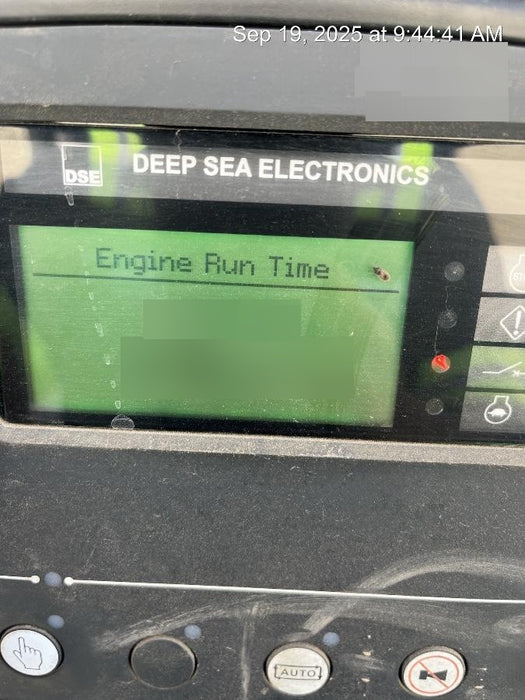 Sep 19, 2025 at 9:44:41 AM
DSE DEEP SEA ELECTRONICS
Engine Run Time
AUTO